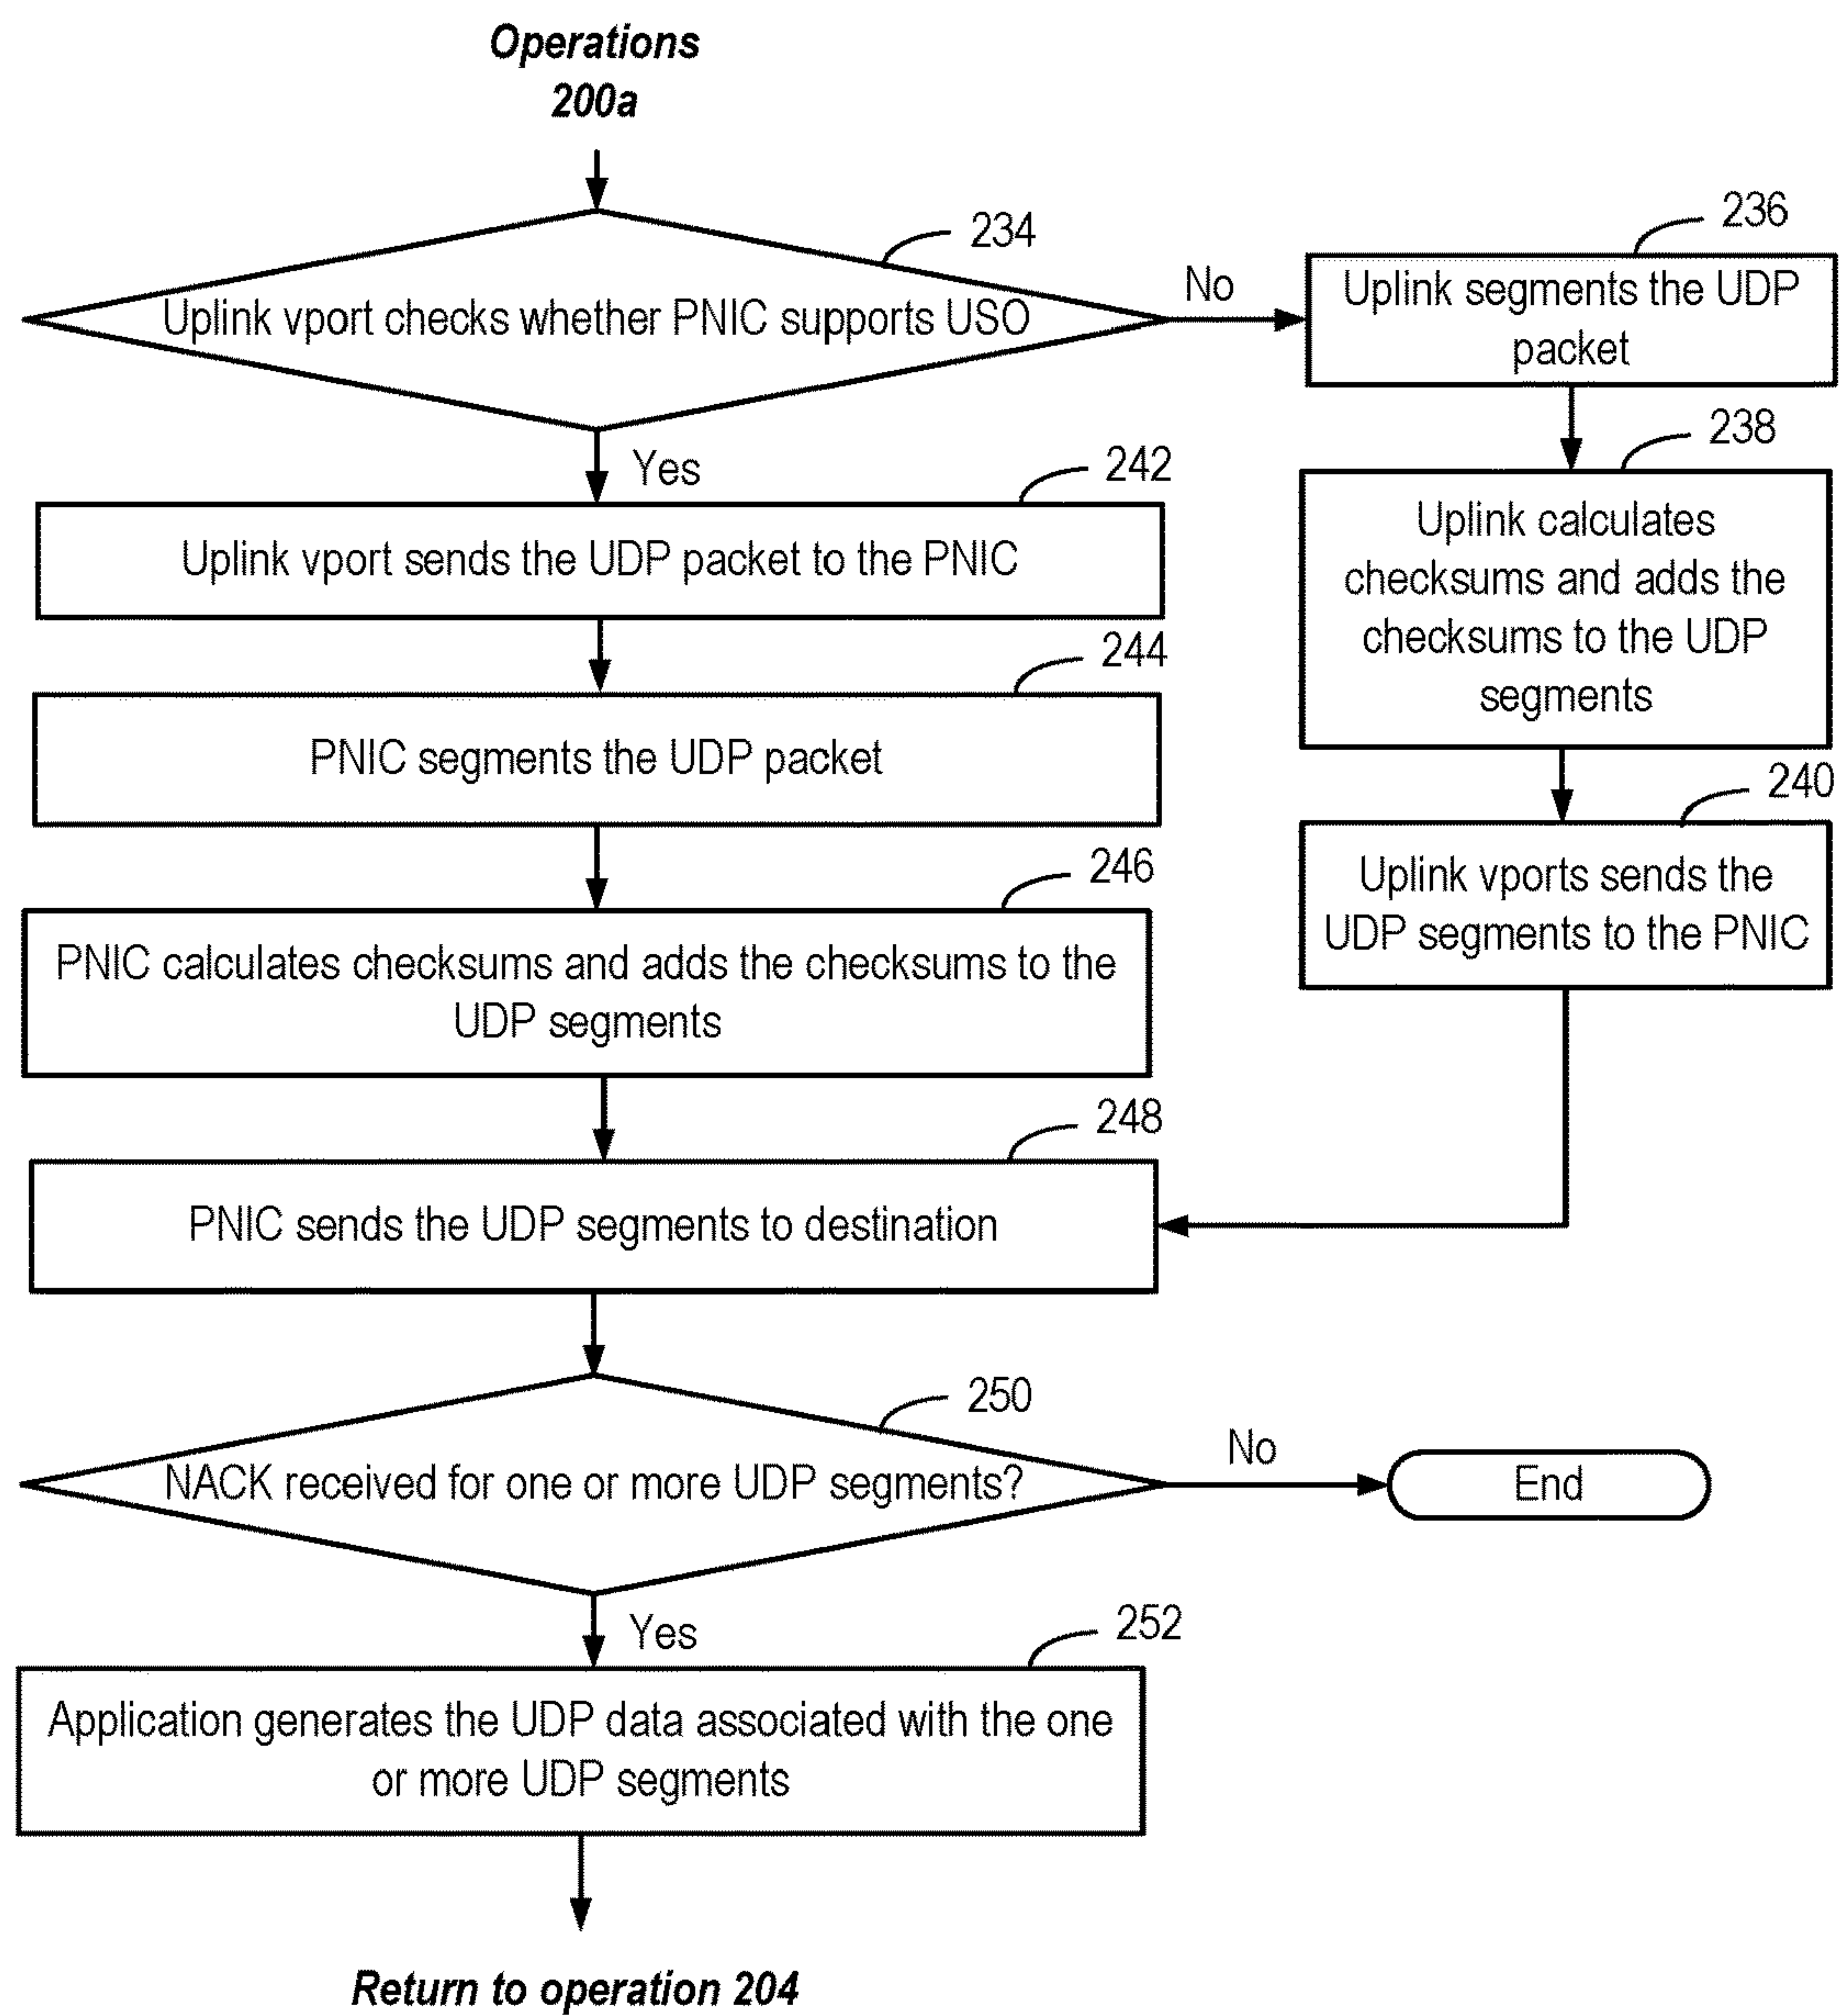 Operations
200a
234
Uplink vport checks whether PNIC supports USO
No
236
Uplink segments the UDP
packet
238
Uplink calculates
checksums and adds the
checksums to the UDP
segments
240
Uplink vports sends the
UDP segments to the PNIC
Yes
242
Uplink vport sends the UDP packet to the PNIC
244
PNIC segments the UDP packet
246
PNIC calculates checksums and adds the checksums to the
UDP segments
248
PNIC sends the UDP segments to destination
250
NACK received for one or more UDP segments?
No
End
Yes
252
Application generates the UDP data associated with the one
or more UDP segments
Return to operation 204